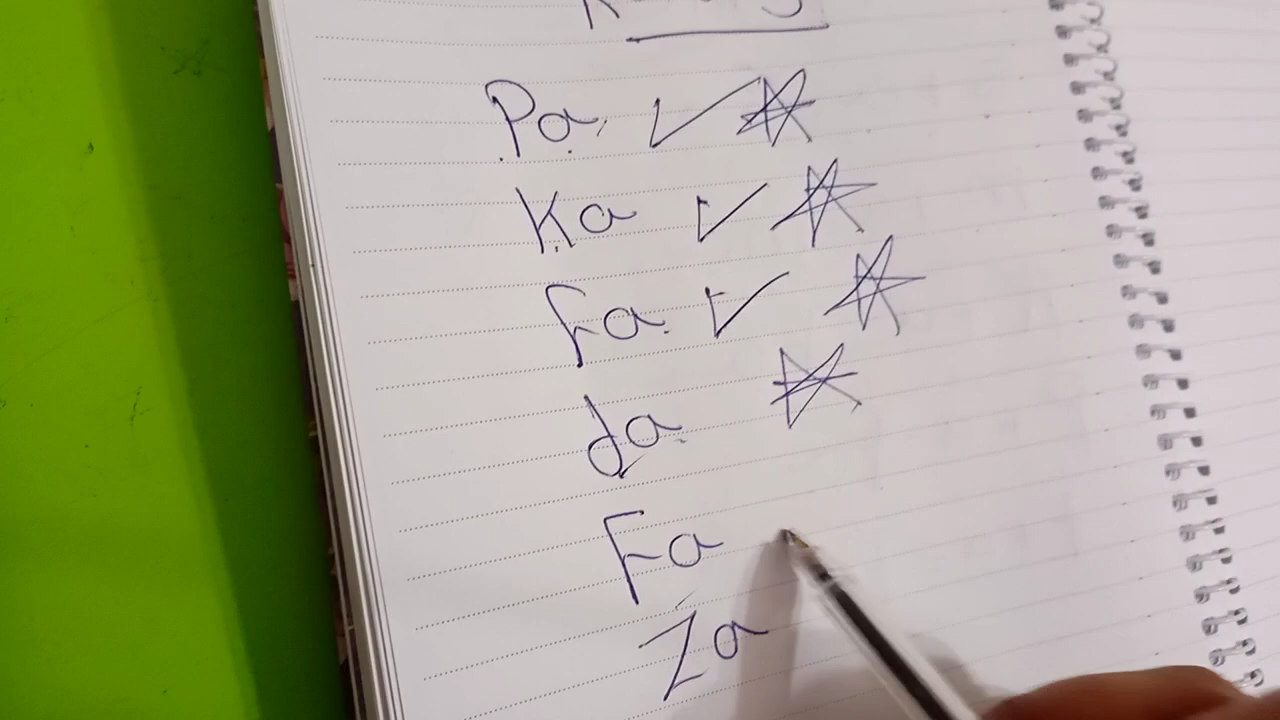 Pa ✓ ☆
Ka ✓ ☆
fa ✓ ☆
da ☆
Fa
Za